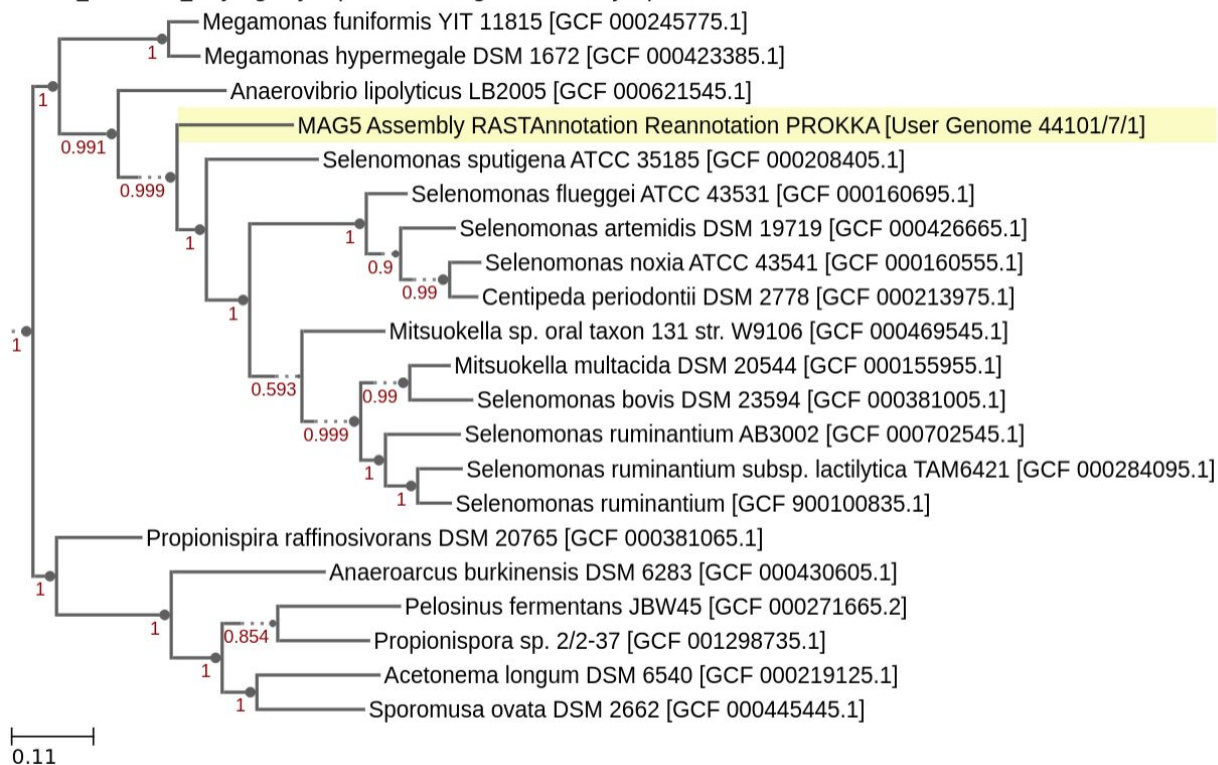 Megamonas funiformis YIT 11815 [GCF 000245775.1]
1
Megamonas hypermegale DSM 1672 [GCF 000423385.1]
1
Anaerovibrio lipolyticus LB2005 [GCF 000621545.1]
MAG5 Assembly RASTAnnotation Reannotation PROKKA [User Genome 44101/7/1]
0.991
Selenomonas sputigena ATCC 35185 [GCF 000208405.1]
0.999
Selenomonas flueggei ATCC 43531 [GCF 000160695.1]
Selenomonas artemidis DSM 19719 [GCF 000426665.1]
1
1
Selenomonas noxia ATCC 43541 [GCF 000160555.1]
0.9
0.99
Centipeda periodontii DSM 2778 [GCF 000213975.1]
1
Mitsuokella sp. oral taxon 131 str. W9106 [GCF 000469545.1]
1
Mitsuokella multacida DSM 20544 [GCF 000155955.1]
0.593
0.99
Selenomonas bovis DSM 23594 [GCF 000381005.1]
0.999
Selenomonas ruminantium AB3002 [GCF 000702545.1]
1
Selenomonas ruminantium subsp. lactilytica TAM6421 [GCF 000284095.1]
1
Selenomonas ruminantium [GCF 900100835.1]
Propionispira raffinosivorans DSM 20765 [GCF 000381065.1]
1
Anaeroarcus burkinensis DSM 6283 [GCF 000430605.1]
Pelosinus fermentans JBW45 [GCF 000271665.2]
1
0.854
Propionispora sp. 2/2-37 [GCF 001298735.1]
1
Acetonema longum DSM 6540 [GCF 000219125.1]
1
Sporomusa ovata DSM 2662 [GCF 000445445.1]
0.11